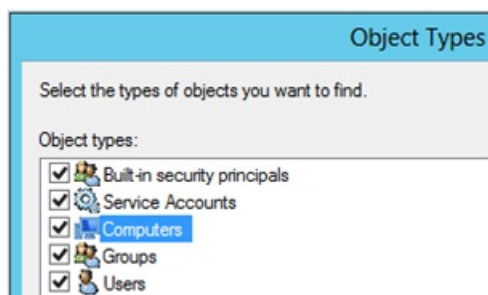 Object Types
Select the types of objects you want to find.
Object types:
Built-in security principals
Service Accounts
Computers
Groups
Users